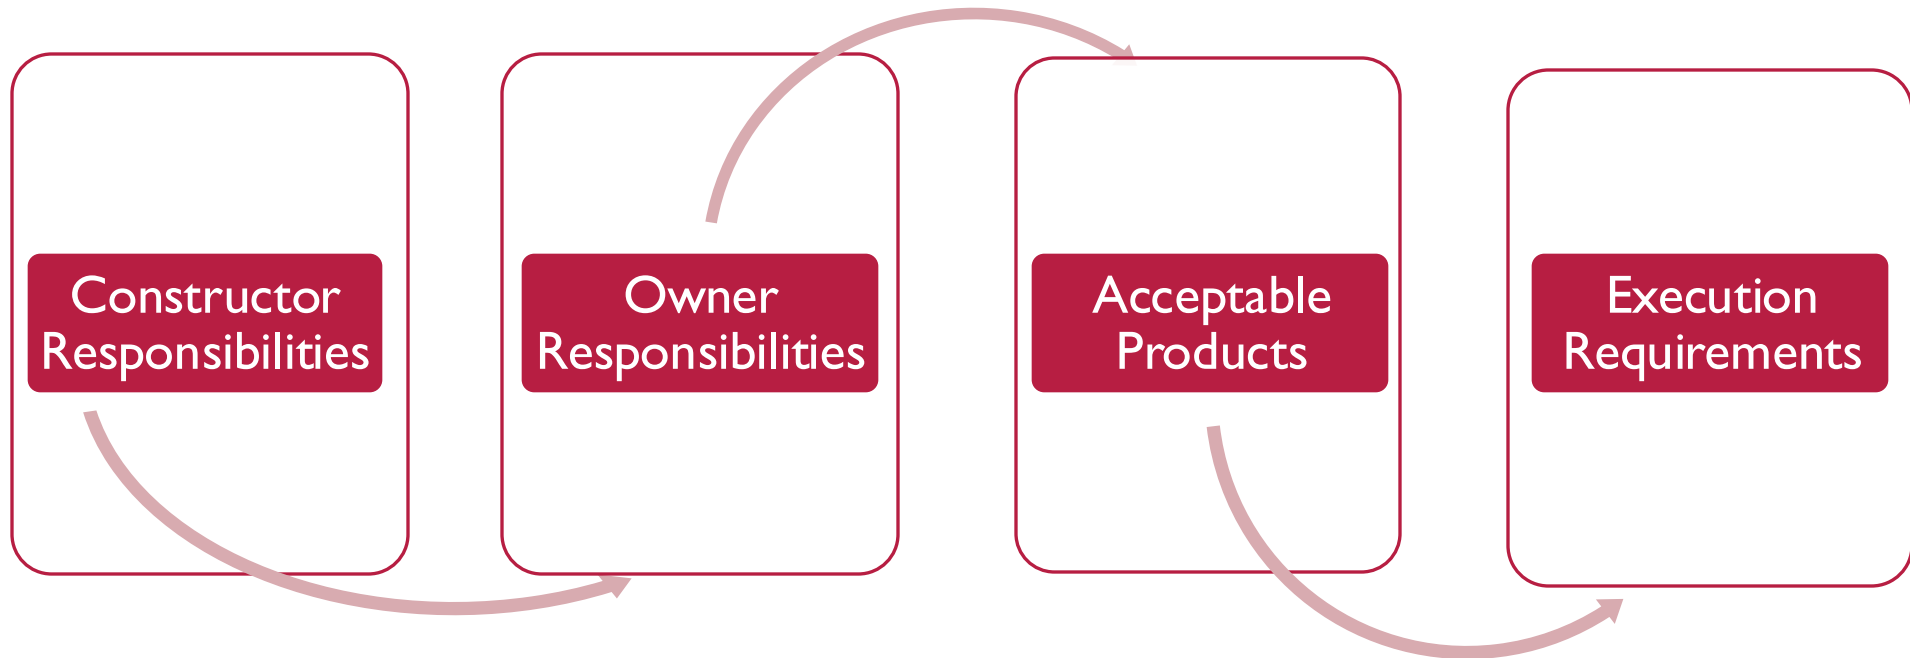 Constructor
Responsibilities
Owner
Responsibilities
Acceptable
Products
Execution
Requirements